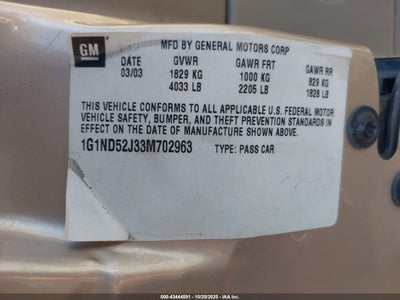 GM
MFD BY GENERAL MOTORS CORP
DATE GVWR GAWR FRT GAWR RR
03/03 1829 KG 1000 KG 829 KG
4033 LB 2205 LB 1828 LB
THIS VEHICLE CONFORMS TO ALL APPLICABLE U.S. FEDERAL MOTOR
VEHICLE SAFETY, BUMPER, AND THEFT PREVENTION STANDARDS IN
EFFECT ON THE DATE OF MANUFACTURE SHOWN ABOVE.
1G1ND52J33M702963 TYPE: PASS CAR
000-43444591 - 10/20/2025 - IAA, Inc.